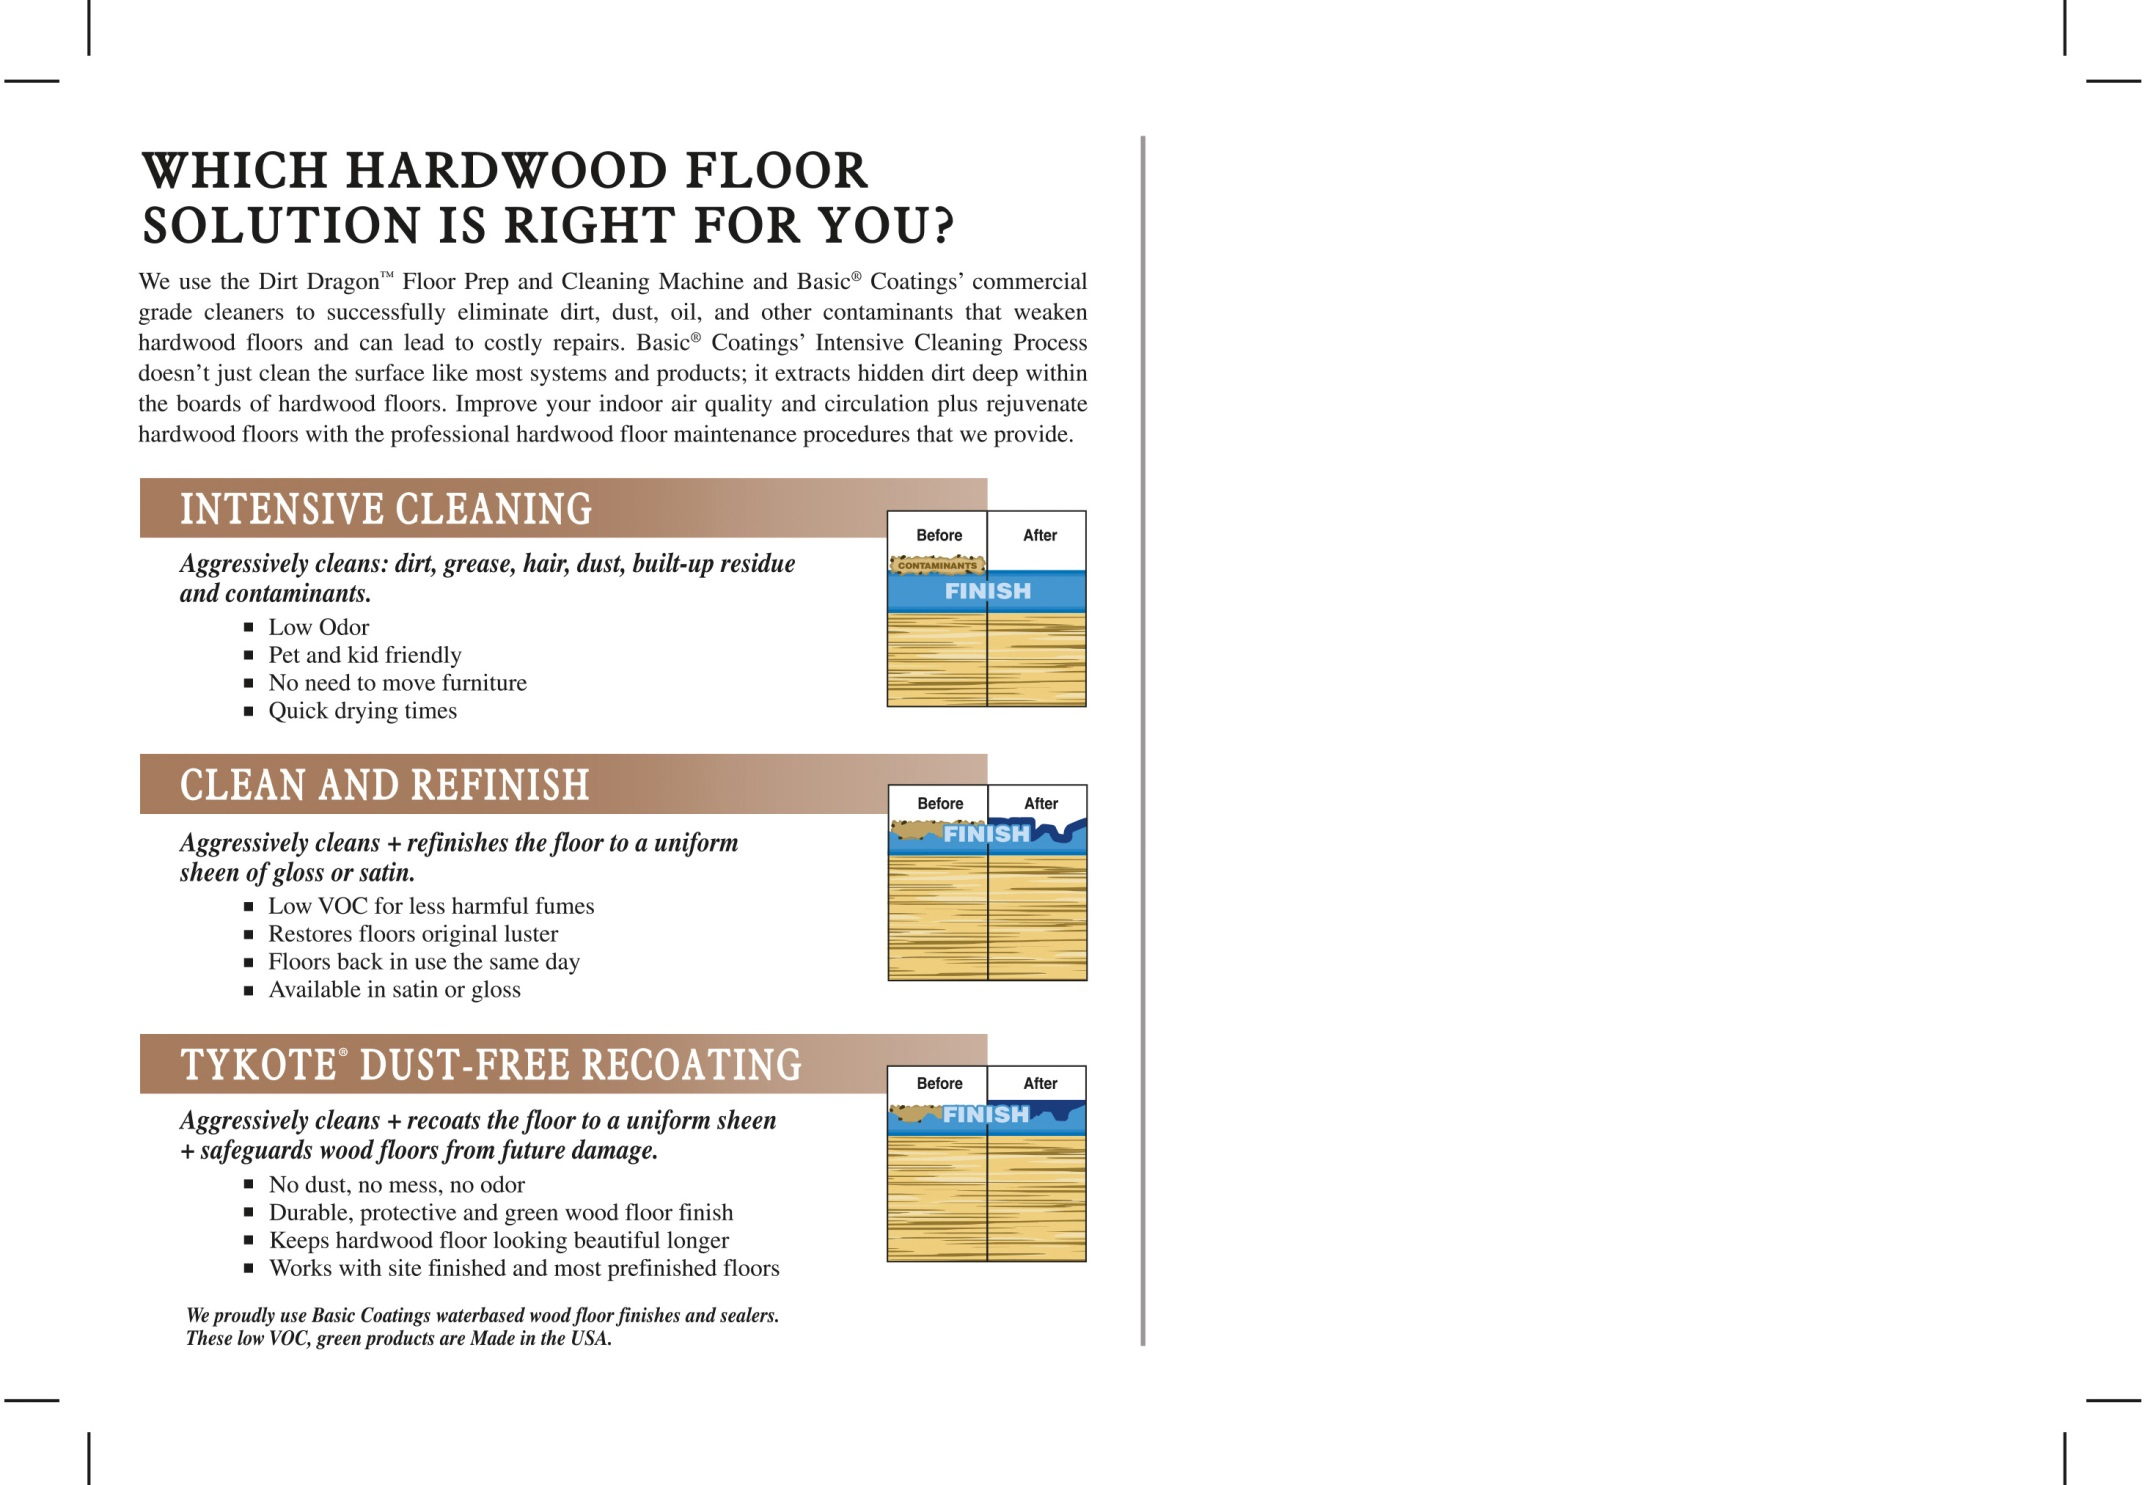 WHICH HARDWOOD FLOOR
SOLUTION IS RIGHT FOR YOU?
We use the Dirt Dragon™ Floor Prep and Cleaning Machine and Basic® Coatings’ commercial
grade cleaners to successfully eliminate dirt, dust, oil, and other contaminants that weaken
hardwood floors and can lead to costly repairs. Basic® Coatings’ Intensive Cleaning Process
doesn’t just clean the surface like most systems and products; it extracts hidden dirt deep within
the boards of hardwood floors. Improve your indoor air quality and circulation plus rejuvenate
hardwood floors with the professional hardwood floor maintenance procedures that we provide.
INTENSIVE CLEANING
Aggressively cleans: dirt, grease, hair, dust, built-up residue
and contaminants.
■ Low Odor
■ Pet and kid friendly
■ No need to move furniture
■ Quick drying times
Before After
CONTAMINANTS
FINISH
CLEAN AND REFINISH
Aggressively cleans + refinishes the floor to a uniform
sheen of gloss or satin.
■ Low VOC for less harmful fumes
■ Restores floors original luster
■ Floors back in use the same day
■ Available in satin or gloss
Before After
FINISH
TYKOTE® DUST-FREE RECOATING
Aggressively cleans + recoats the floor to a uniform sheen
+ safeguards wood floors from future damage.
■ No dust, no mess, no odor
■ Durable, protective and green wood floor finish
■ Keeps hardwood floor looking beautiful longer
■ Works with site finished and most prefinished floors
Before After
FINISH
We proudly use Basic Coatings waterbased wood floor finishes and sealers.
These low VOC, green products are Made in the USA.